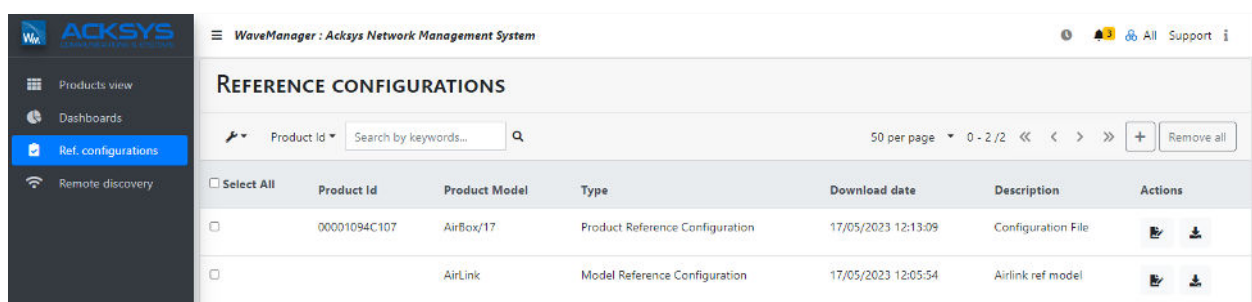 WM
ACKSYS
WaveManager : Acksys Network Management System
3
All
Support
i
Products view
Dashboards
Ref. configurations
Remote discovery
REFERENCE CONFIGURATIONS
Product Id
Search by keywords...
50 per page
0 - 2 /2
Remove all
Select All
Product Id
Product Model
Type
Download date
Description
Actions
00001094C107
AirBox/17
Product Reference Configuration
17/05/2023 12:13:09
Configuration File
AirLink
Model Reference Configuration
17/05/2023 12:05:54
Airlink ref model